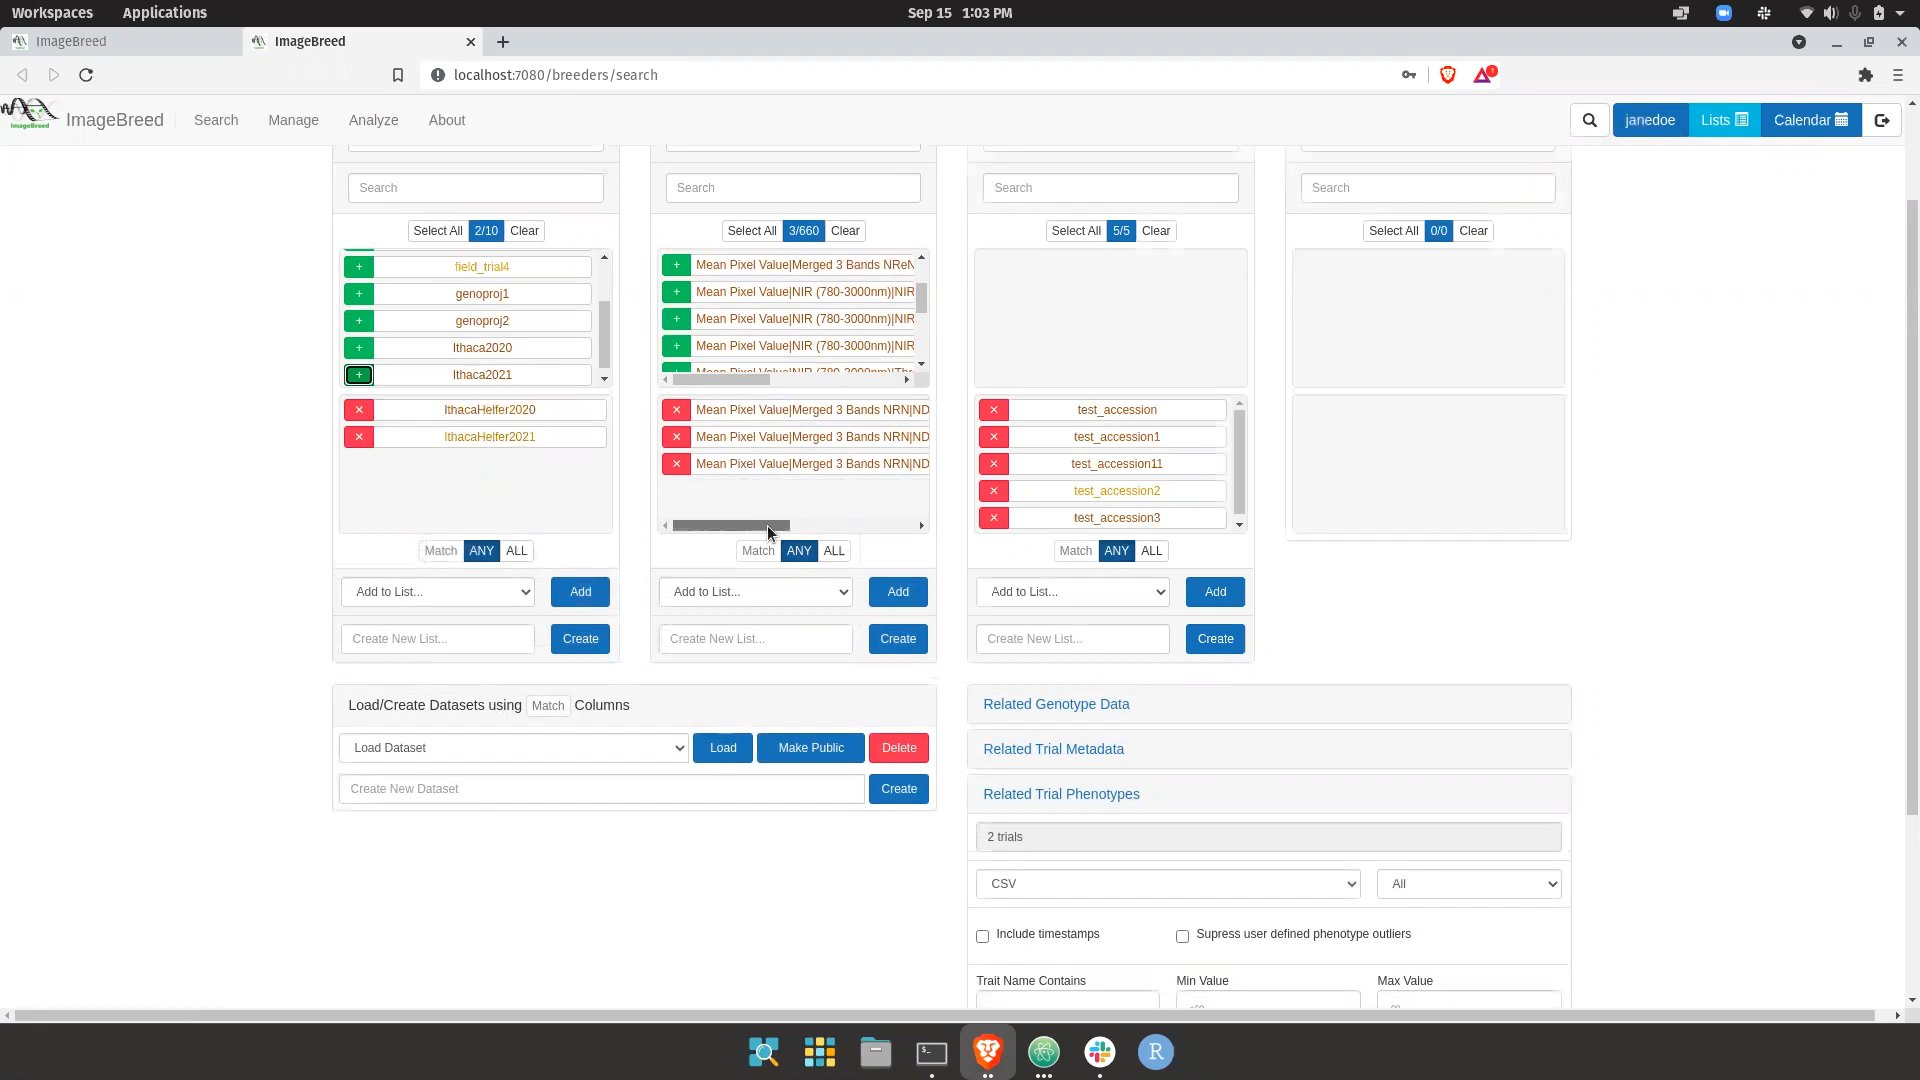 Workspaces Applications Sep 15 1:03 PM
ImageBreed ImageBreed
localhost:7080/breeders/search
ImageBreed Search Manage Analyze About janedoe Lists Calendar
Search Search Search Search
Select All 2/10 Clear Select All 3/660 Clear Select All 5/5 Clear Select All 0/0 Clear
field_trial4 Mean Pixel Value|Merged 3 Bands NReN
genoproj1 Mean Pixel Value|NIR (780-3000nm)|NIR
genoproj2 Mean Pixel Value|NIR (780-3000nm)|NIR
Ithaca2020 Mean Pixel Value|NIR (780-3000nm)|NIR
Ithaca2021
IthacaHelfer2020 Mean Pixel Value|Merged 3 Bands NRN|ND test_accession
IthacaHelfer2021 Mean Pixel Value|Merged 3 Bands NRN|ND test_accession1
Mean Pixel Value|Merged 3 Bands NRN|ND test_accession11
test_accession2
test_accession3
Match ANY ALL Match ANY ALL Match ANY ALL
Add to List... Add Add to List... Add Add to List... Add
Create New List... Create Create New List... Create Create New List... Create
Load/Create Datasets using Match Columns Related Genotype Data
Load Dataset Load Make Public Delete Related Trial Metadata
Create New Dataset Create Related Trial Phenotypes
2 trials
CSV All
Include timestamps Supress user defined phenotype outliers
Trait Name Contains Min Value Max Value